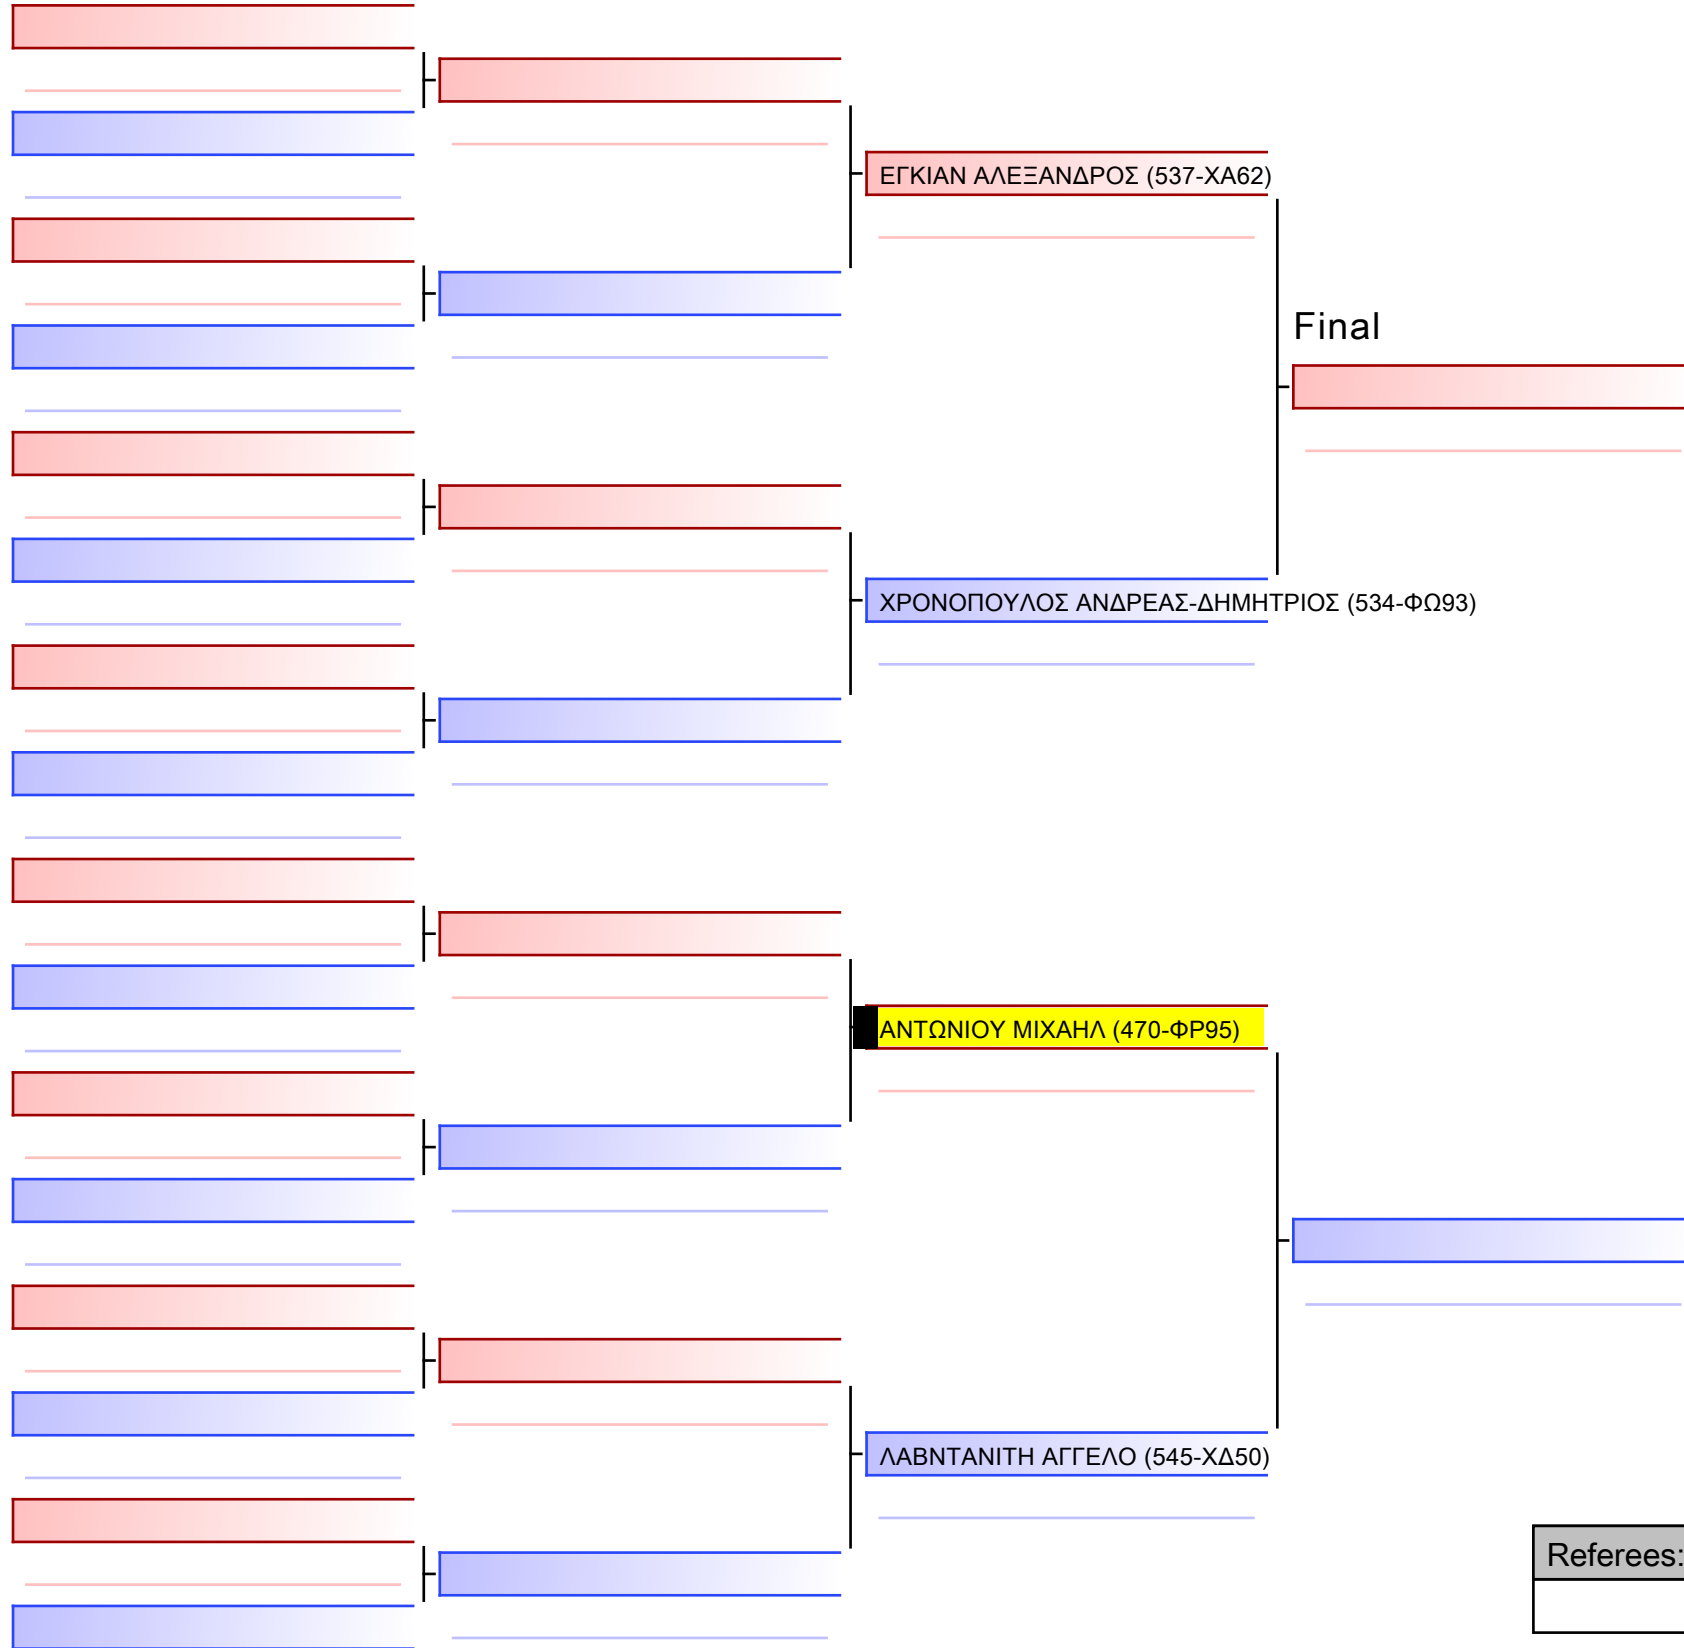 ΕΓΚΙΑΝ ΑΛΕΞΑΝΔΡΟΣ (537-ΧΑ62)
Final
ΧΡΟΝΟΠΟΥΛΟΣ ΑΝΔΡΕΑΣ-ΔΗΜΗΤΡΙΟΣ (534-ΦΩ93)
ΑΝΤΩΝΙΟΥ ΜΙΧΑΗΛ (470-ΦΡ95)
ΛΑΒΝΤΑΝΙΤΗ ΑΓΓΕΛΟ (545-ΧΔ50)
Referees: